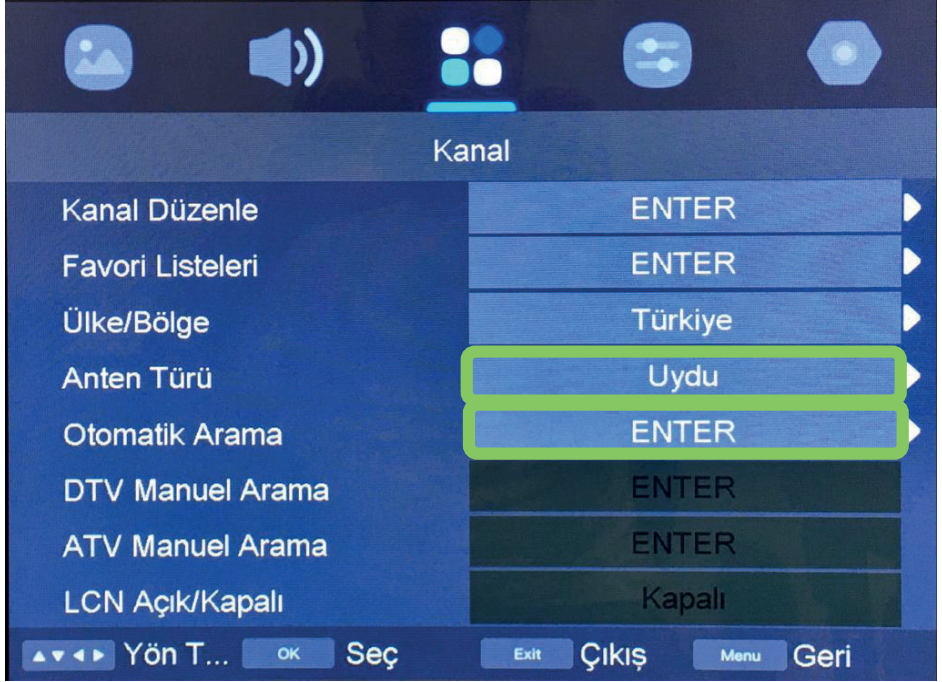 Kanal
Kanal Düzenle ENTER
Favori Listeleri ENTER
Ülke/Bölge Türkiye
Anten Türü Uydu
Otomatik Arama ENTER
DTV Manuel Arama ENTER
ATV Manuel Arama ENTER
LCN Açık/Kapalı Kapalı
Yön T... OK Seç Exit Çıkış Menu Geri